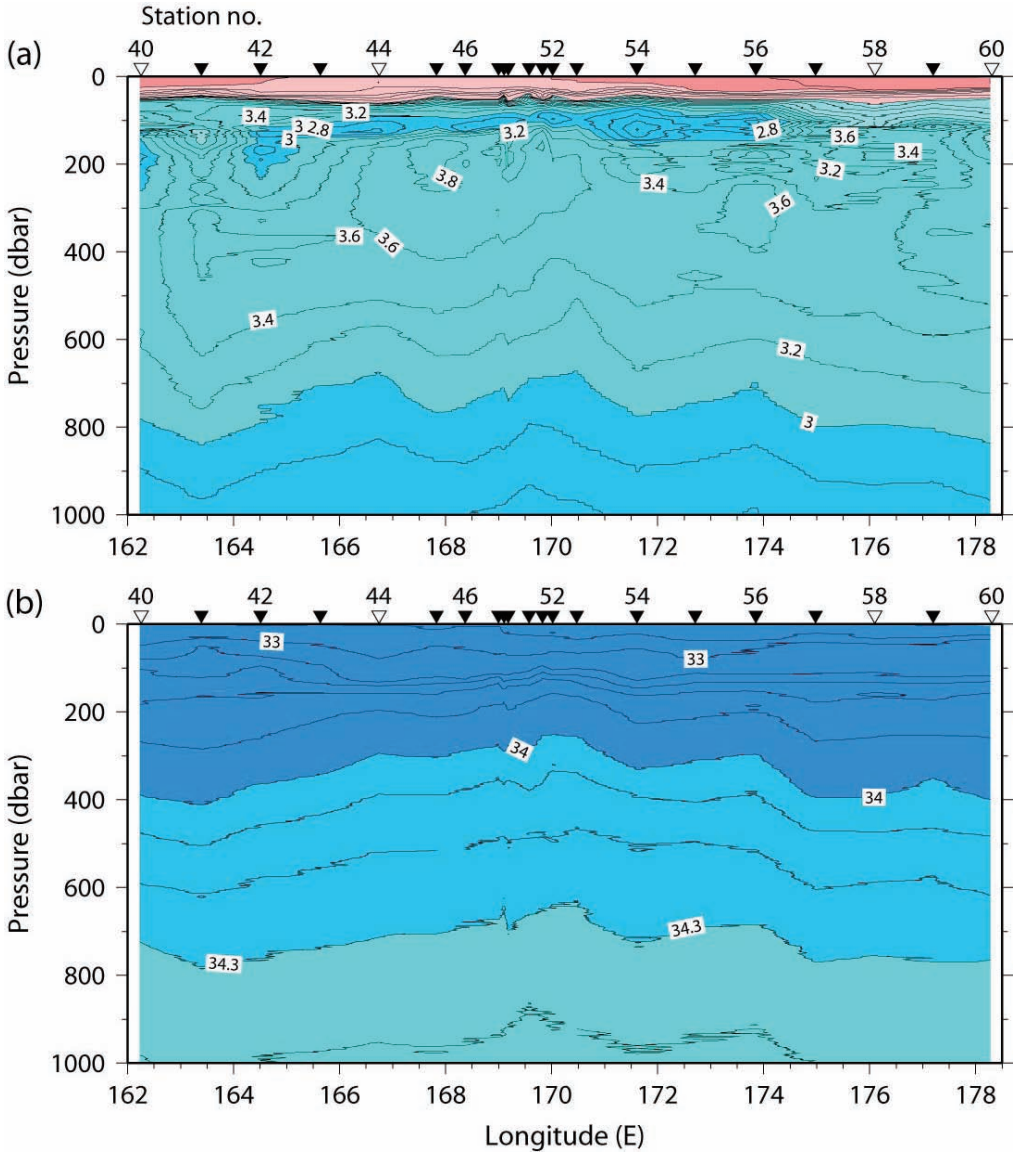 Station no.
(a)
40 42 44 46 52 54 56 58 60
0
3.4 3 2.8 3.2 3.2 2.8 3.6
3 3.4
200
3.8 3.4 3.2
3.6
3.6 3.6
400
Pressure (dbar)
3.4
600
3.2
800
3
1000
162 164 166 168 170 172 174 176 178
(b)
40 42 44 46 52 54 56 58 60
0
33 33
200
34
400
34
Pressure (dbar)
600
34.3 34.3
800
1000
162 164 166 168 170 172 174 176 178
Longitude (E)